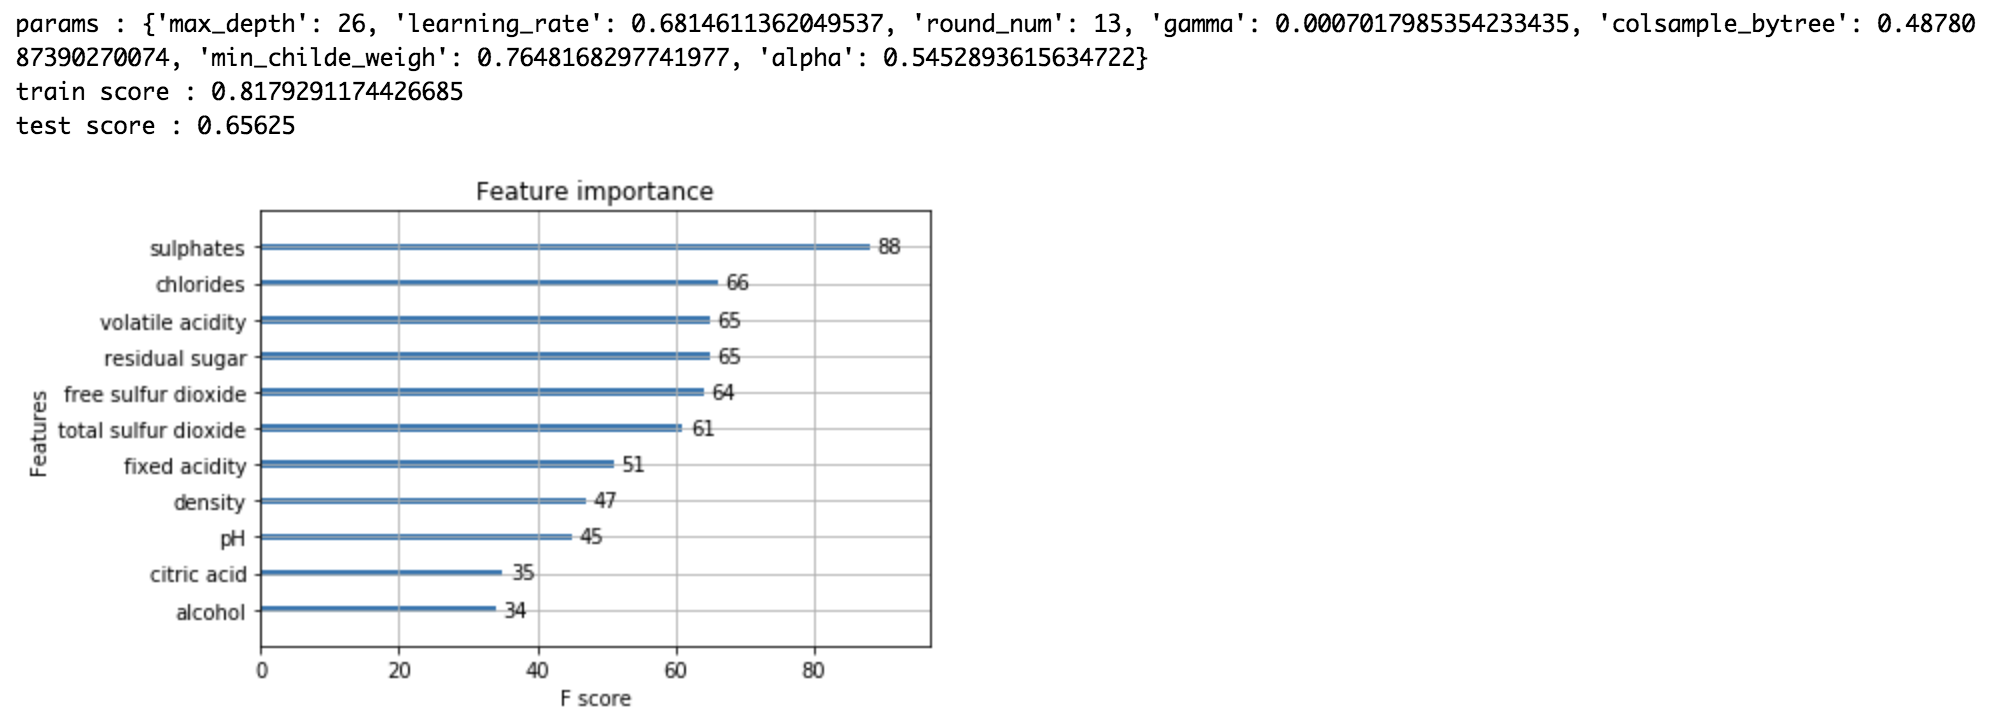 params : {'max_depth': 26, 'learning_rate': 0.6814611362049537, 'round_num': 13, 'gamma': 0.0007017985354233435, 'colsample_bytree': 0.48780
87390270074, 'min_childe_weigh': 0.7648168297741977, 'alpha': 0.5452893615634722}
train score : 0.8179291174426685
test score : 0.65625
Feature importance
sulphates 88
chlorides 66
volatile acidity 65
residual sugar 65
free sulfur dioxide 64
total sulfur dioxide 61
fixed acidity 51
density 47
pH 45
citric acid 35
alcohol 34
Features
0 20 40 60 80
F score